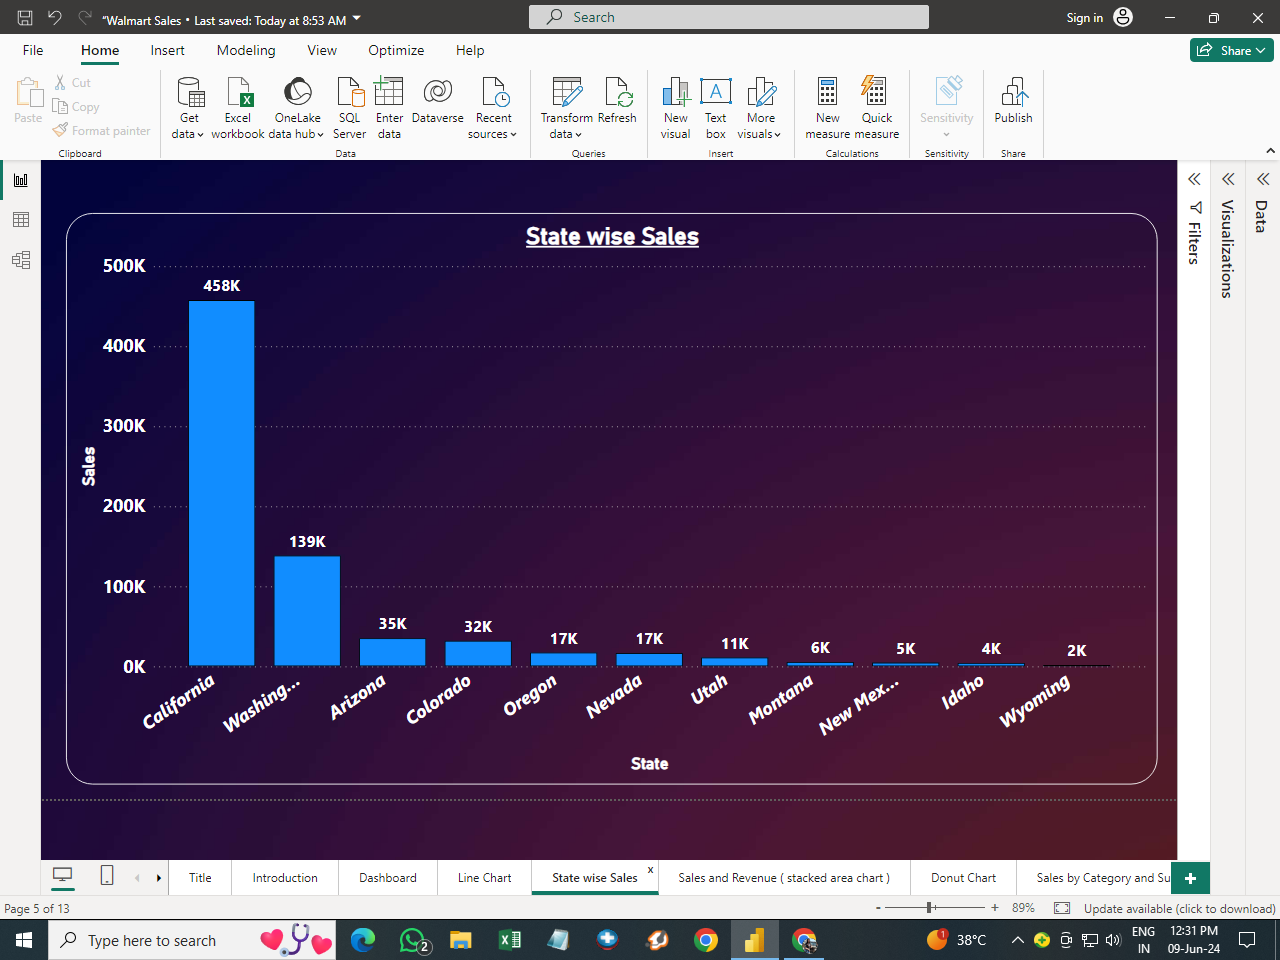 "Walmart Sales • Last saved: Today at 8:53 AM
Search
Sign in
File Home Insert Modeling View Optimize Help
Share
Paste
Cut
Copy
Format painter
Clipboard
Get data
Excel workbook
OneLake data hub
SQL Server
Enter data
Dataverse
Recent sources
Data
Transform data
Refresh
Queries
New visual
Text box
More visuals
Insert
New measure
Quick measure
Calculations
Sensitivity
Sensitivity
Publish
Share
State wise Sales
500K
400K
300K
200K
100K
0K
Sales
458K
139K
35K
32K
17K
17K
11K
6K
5K
4K
2K
California
Washing...
Arizona
Colorado
Oregon
Nevada
Utah
Montana
New Mex...
Idaho
Wyoming
State
Filters
Visualizations
Data
Title
Introduction
Dashboard
Line Chart
State wise Sales
x
Sales and Revenue ( stacked area chart )
Donut Chart
Sales by Category and Su
+
Page 5 of 13
- + 89%
Update available (click to download)
Type here to search
2
1
38°C
ENG
IN
12:31 PM
09-Jun-24